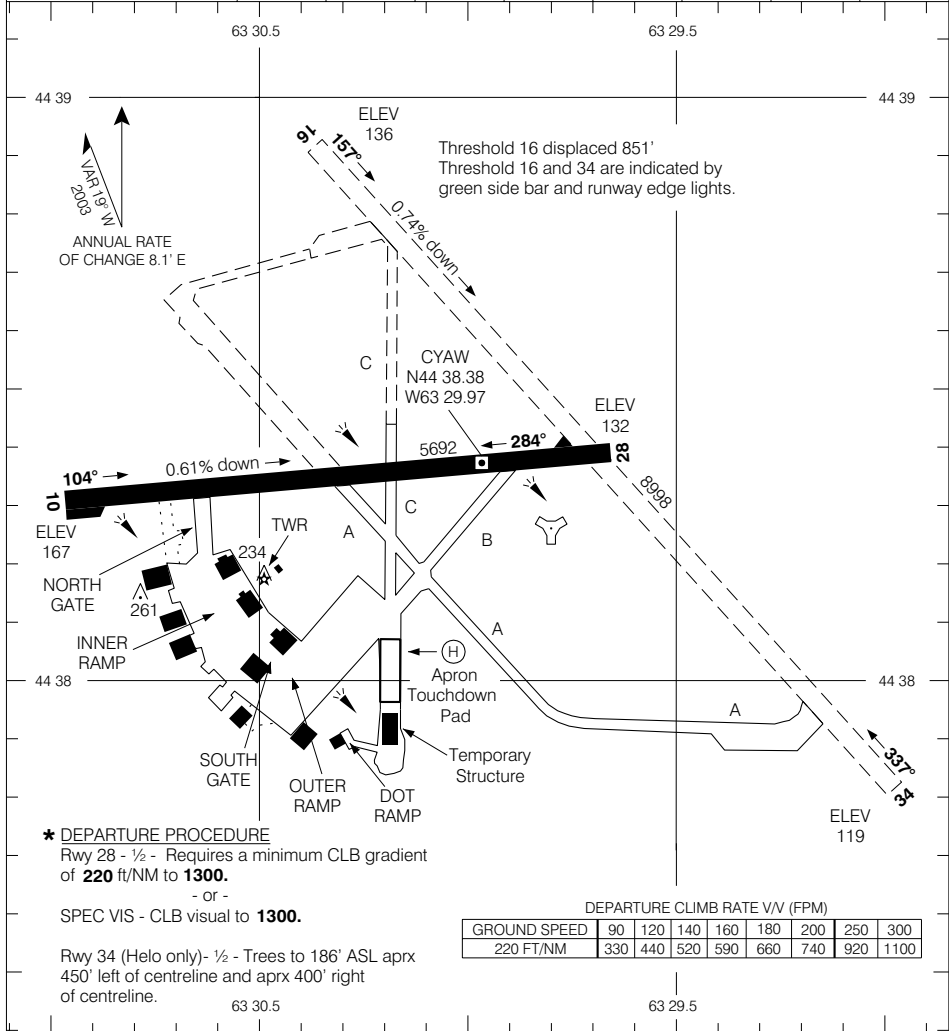 63 30.5
63 29.5
44 39
44 39
VAR 19° W
2003
ANNUAL RATE
OF CHANGE 8.1' E
16
157°
ELEV
136
Threshold 16 displaced 851'
Threshold 16 and 34 are indicated by
green side bar and runway edge lights.
0.74% down
C
CYAW
N44 38.38
W63 29.97
ELEV
132
28
5692
284°
104°
0.61% down
10
ELEV
167
8998
C
A
B
TWR
234
NORTH
GATE
261
INNER
RAMP
A
H
Apron
Touchdown
Pad
44 38
44 38
A
SOUTH
GATE
OUTER
RAMP
DOT
RAMP
Temporary
Structure
337°
34
ELEV
119
* DEPARTURE PROCEDURE
Rwy 28 - ½ - Requires a minimum CLB gradient
of 220 ft/NM to 1300.
- or -
SPEC VIS - CLB visual to 1300.
Rwy 34 (Helo only)- ½ - Trees to 186' ASL aprx
450' left of centreline and aprx 400' right
of centreline.
DEPARTURE CLIMB RATE V/V (FPM)
GROUND SPEED 90 120 140 160 180 200 250 300
220 FT/NM 330 440 520 590 660 740 920 1100
63 30.5
63 29.5